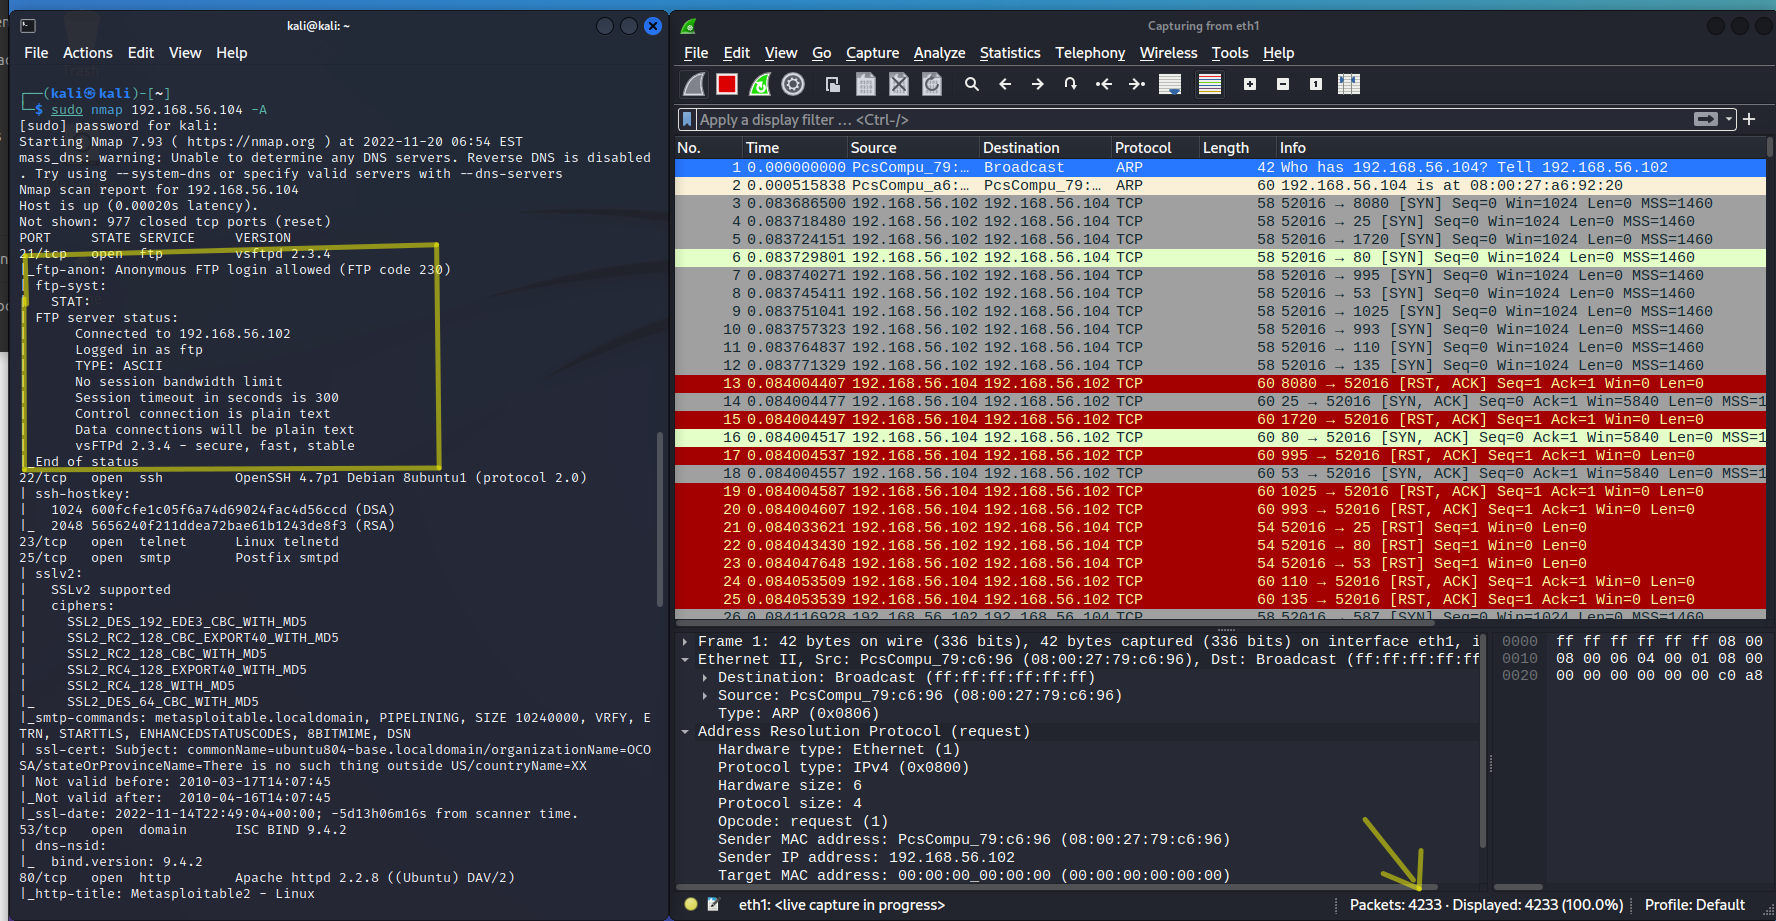 kali@kali: ~
File Actions Edit View Help
┌──(kali㉿kali)-[~]
└─$ sudo nmap 192.168.56.104 -A
[sudo] password for kali:
Starting Nmap 7.93 ( https://nmap.org ) at 2022-11-20 06:54 EST
mass_dns: warning: Unable to determine any DNS servers. Reverse DNS is disabled
. Try using --system-dns or specify valid servers with --dns-servers
Nmap scan report for 192.168.56.104
Host is up (0.00020s latency).
Not shown: 977 closed tcp ports (reset)
PORT STATE SERVICE VERSION
21/tcp open ftp vsftpd 2.3.4
|_ftp-anon: Anonymous FTP login allowed (FTP code 230)
| ftp-syst:
| STAT:
| FTP server status:
| Connected to 192.168.56.102
| Logged in as ftp
| TYPE: ASCII
| No session bandwidth limit
| Session timeout in seconds is 300
| Control connection is plain text
| Data connections will be plain text
| vsFTPd 2.3.4 - secure, fast, stable
|_End of status
22/tcp open ssh OpenSSH 4.7p1 Debian 8ubuntu1 (protocol 2.0)
| ssh-hostkey:
| 1024 600fcfe1c05f6a74d69024fac4d56ccd (DSA)
|_ 2048 5656240f211ddea72bae61b1243de8f3 (RSA)
23/tcp open telnet Linux telnetd
25/tcp open smtp Postfix smtpd
| sslv2:
| SSLv2 supported
| ciphers:
| SSL2_DES_192_EDE3_CBC_WITH_MD5
| SSL2_RC2_128_CBC_EXPORT40_WITH_MD5
| SSL2_RC2_128_CBC_WITH_MD5
| SSL2_RC4_128_EXPORT40_WITH_MD5
| SSL2_RC4_128_WITH_MD5
|_ SSL2_DES_64_CBC_WITH_MD5
|_smtp-commands: metasploitable.localdomain, PIPELINING, SIZE 10240000, VRFY, E
TRN, STARTTLS, ENHANCEDSTATUSCODES, 8BITMIME, DSN
| ssl-cert: Subject: commonName=ubuntu804-base.localdomain/organizationName=OCO
SA/stateOrProvinceName=There is no such thing outside US/countryName=XX
| Not valid before: 2010-03-17T14:07:45
|_Not valid after: 2010-04-16T14:07:45
|_ssl-date: 2022-11-14T22:49:04+00:00; -5d13h06m16s from scanner time.
53/tcp open domain ISC BIND 9.4.2
| dns-nsid:
|_ bind.version: 9.4.2
80/tcp open http Apache httpd 2.2.8 ((Ubuntu) DAV/2)
|_http-title: Metasploitable2 - Linux
Capturing from eth1
File Edit View Go Capture Analyze Statistics Telephony Wireless Tools Help
Apply a display filter ... <Ctrl-/>
No. Time Source Destination Protocol Length Info
1 0.000000000 PcsCompu_79:... Broadcast ARP 42 Who has 192.168.56.104? Tell 192.168.56.102
2 0.000515838 PcsCompu_a6:... PcsCompu_79:... ARP 60 192.168.56.104 is at 08:00:27:a6:92:20
3 0.083686500 192.168.56.102 192.168.56.104 TCP 58 52016 → 8080 [SYN] Seq=0 Win=1024 Len=0 MSS=1460
4 0.083718480 192.168.56.102 192.168.56.104 TCP 58 52016 → 25 [SYN] Seq=0 Win=1024 Len=0 MSS=1460
5 0.083724151 192.168.56.102 192.168.56.104 TCP 58 52016 → 1720 [SYN] Seq=0 Win=1024 Len=0 MSS=1460
6 0.083729801 192.168.56.102 192.168.56.104 TCP 58 52016 → 80 [SYN] Seq=0 Win=1024 Len=0 MSS=1460
7 0.083740271 192.168.56.102 192.168.56.104 TCP 58 52016 → 995 [SYN] Seq=0 Win=1024 Len=0 MSS=1460
8 0.083745411 192.168.56.102 192.168.56.104 TCP 58 52016 → 53 [SYN] Seq=0 Win=1024 Len=0 MSS=1460
9 0.083751041 192.168.56.102 192.168.56.104 TCP 58 52016 → 1025 [SYN] Seq=0 Win=1024 Len=0 MSS=1460
10 0.083757323 192.168.56.102 192.168.56.104 TCP 58 52016 → 993 [SYN] Seq=0 Win=1024 Len=0 MSS=1460
11 0.083764837 192.168.56.102 192.168.56.104 TCP 58 52016 → 110 [SYN] Seq=0 Win=1024 Len=0 MSS=1460
12 0.083771329 192.168.56.102 192.168.56.104 TCP 58 52016 → 135 [SYN] Seq=0 Win=1024 Len=0 MSS=1460
13 0.084004407 192.168.56.104 192.168.56.102 TCP 60 8080 → 52016 [RST, ACK] Seq=1 Ack=1 Win=0 Len=0
14 0.084004477 192.168.56.104 192.168.56.102 TCP 60 25 → 52016 [SYN, ACK] Seq=0 Ack=1 Win=5840 Len=0 MSS=1
15 0.084004497 192.168.56.104 192.168.56.102 TCP 60 1720 → 52016 [RST, ACK] Seq=1 Ack=1 Win=0 Len=0
16 0.084004517 192.168.56.104 192.168.56.102 TCP 60 80 → 52016 [SYN, ACK] Seq=0 Ack=1 Win=5840 Len=0 MSS=1
17 0.084004537 192.168.56.104 192.168.56.102 TCP 60 995 → 52016 [RST, ACK] Seq=1 Ack=1 Win=0 Len=0
18 0.084004557 192.168.56.104 192.168.56.102 TCP 60 53 → 52016 [SYN, ACK] Seq=0 Ack=1 Win=5840 Len=0 MSS=1
19 0.084004587 192.168.56.104 192.168.56.102 TCP 60 1025 → 52016 [RST, ACK] Seq=1 Ack=1 Win=0 Len=0
20 0.084004607 192.168.56.104 192.168.56.102 TCP 60 993 → 52016 [RST, ACK] Seq=1 Ack=1 Win=0 Len=0
21 0.084033621 192.168.56.102 192.168.56.104 TCP 54 52016 → 25 [RST] Seq=1 Win=0 Len=0
22 0.084043430 192.168.56.102 192.168.56.104 TCP 54 52016 → 80 [RST] Seq=1 Win=0 Len=0
23 0.084047648 192.168.56.102 192.168.56.104 TCP 54 52016 → 53 [RST] Seq=1 Win=0 Len=0
24 0.084053509 192.168.56.104 192.168.56.102 TCP 60 110 → 52016 [RST, ACK] Seq=1 Ack=1 Win=0 Len=0
25 0.084053539 192.168.56.104 192.168.56.102 TCP 60 135 → 52016 [RST, ACK] Seq=1 Ack=1 Win=0 Len=0
26 0.084116928 192.168.56.102 192.168.56.104 TCP 58 52016 → 587 [SYN] Seq=0 Win=1024 Len=0 MSS=1460
Frame 1: 42 bytes on wire (336 bits), 42 bytes captured (336 bits) on interface eth1, i
Ethernet II, Src: PcsCompu_79:c6:96 (08:00:27:79:c6:96), Dst: Broadcast (ff:ff:ff:ff:ff
Destination: Broadcast (ff:ff:ff:ff:ff:ff)
Source: PcsCompu_79:c6:96 (08:00:27:79:c6:96)
Type: ARP (0x0806)
Address Resolution Protocol (request)
Hardware type: Ethernet (1)
Protocol type: IPv4 (0x0800)
Hardware size: 6
Protocol size: 4
Opcode: request (1)
Sender MAC address: PcsCompu_79:c6:96 (08:00:27:79:c6:96)
Sender IP address: 192.168.56.102
Target MAC address: 00:00:00_00:00:00 (00:00:00:00:00:00)
0000 ff ff ff ff ff ff 08 00
0010 08 00 06 04 00 01 08 00
0020 00 00 00 00 00 00 c0 a8
eth1: <live capture in progress>
Packets: 4233 · Displayed: 4233 (100.0%)
Profile: Default